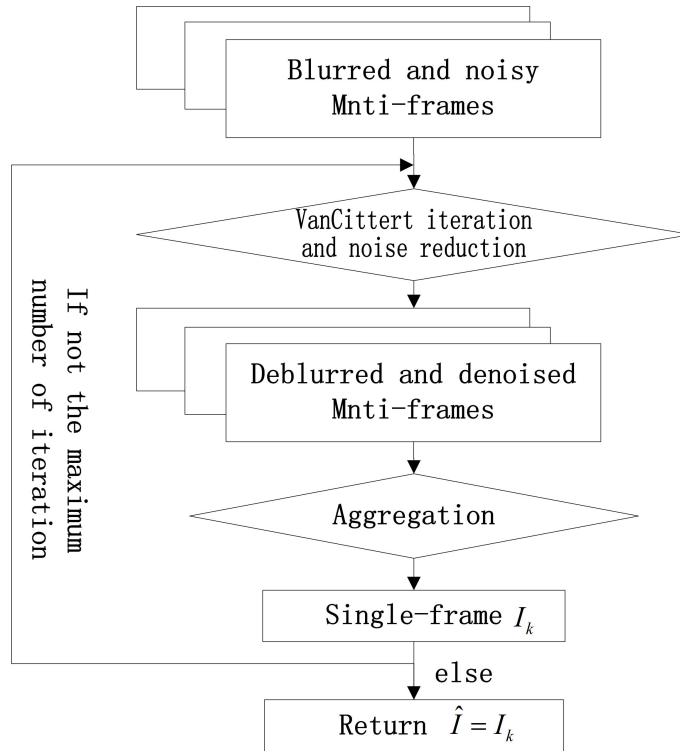 Blurred and noisy
Mnti-frames
VanCittert iteration
and noise reduction
If not the maximum
number of iteration
Deblurred and denoised
Mnti-frames
Aggregation
Single-frame I_k
else
Return Î = I_k